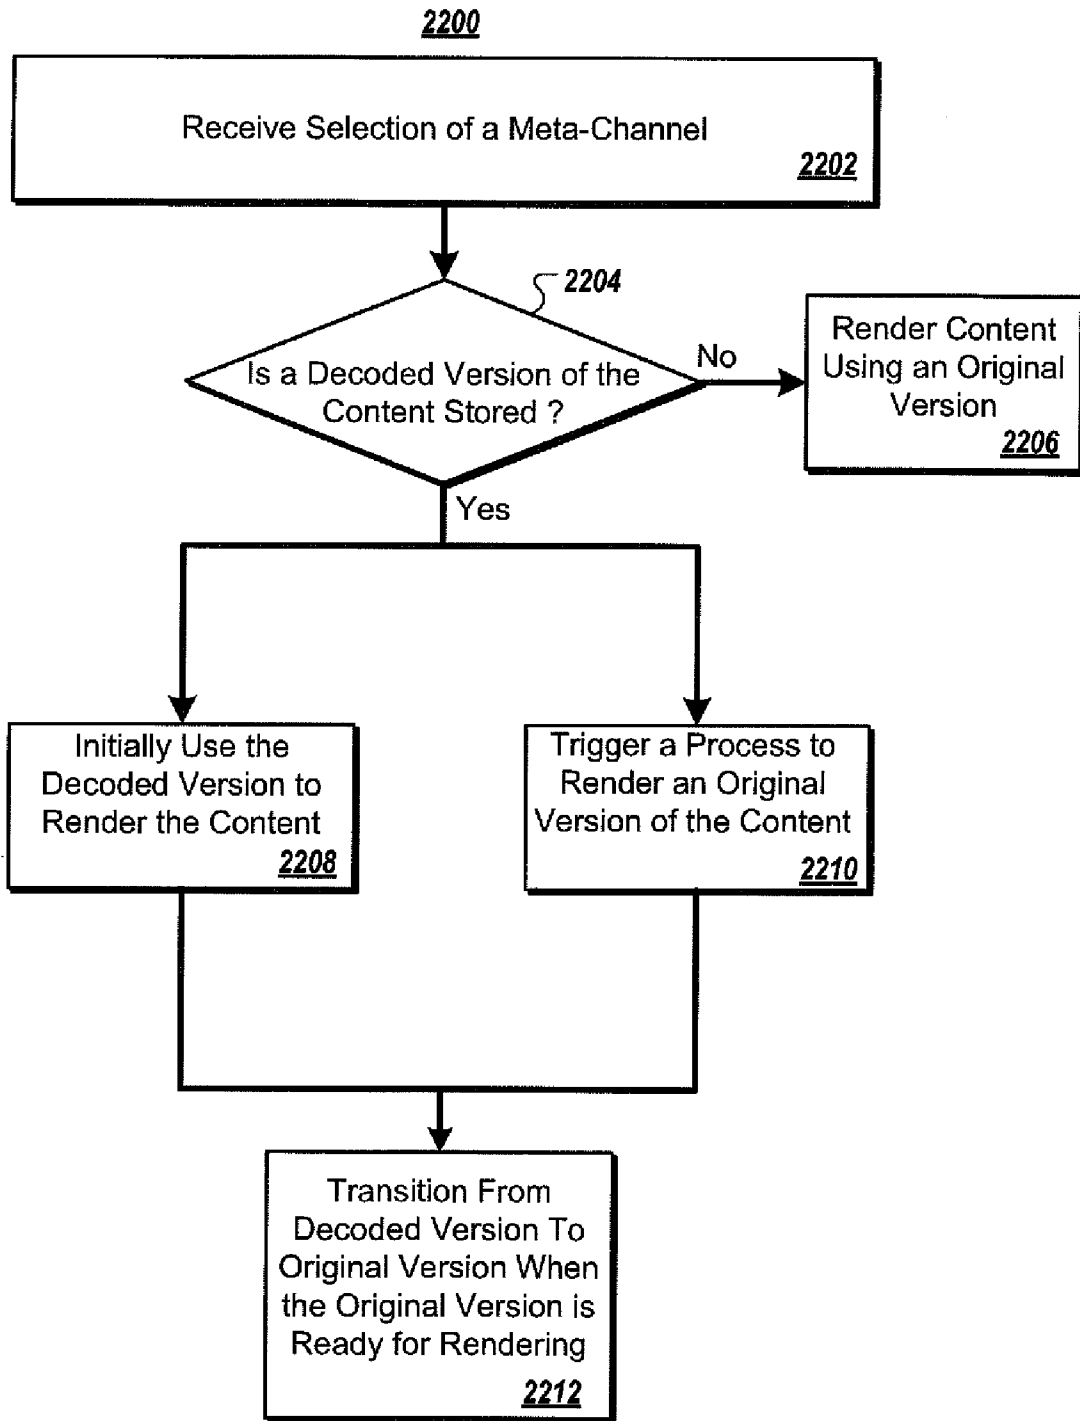 2200
Receive Selection of a Meta-Channel
2202
2204
Is a Decoded Version of the
Content Stored ?
No
Render Content
Using an Original
Version
2206
Yes
Initially Use the
Decoded Version to
Render the Content
2208
Trigger a Process to
Render an Original
Version of the Content
2210
Transition From
Decoded Version To
Original Version When
the Original Version is
Ready for Rendering
2212